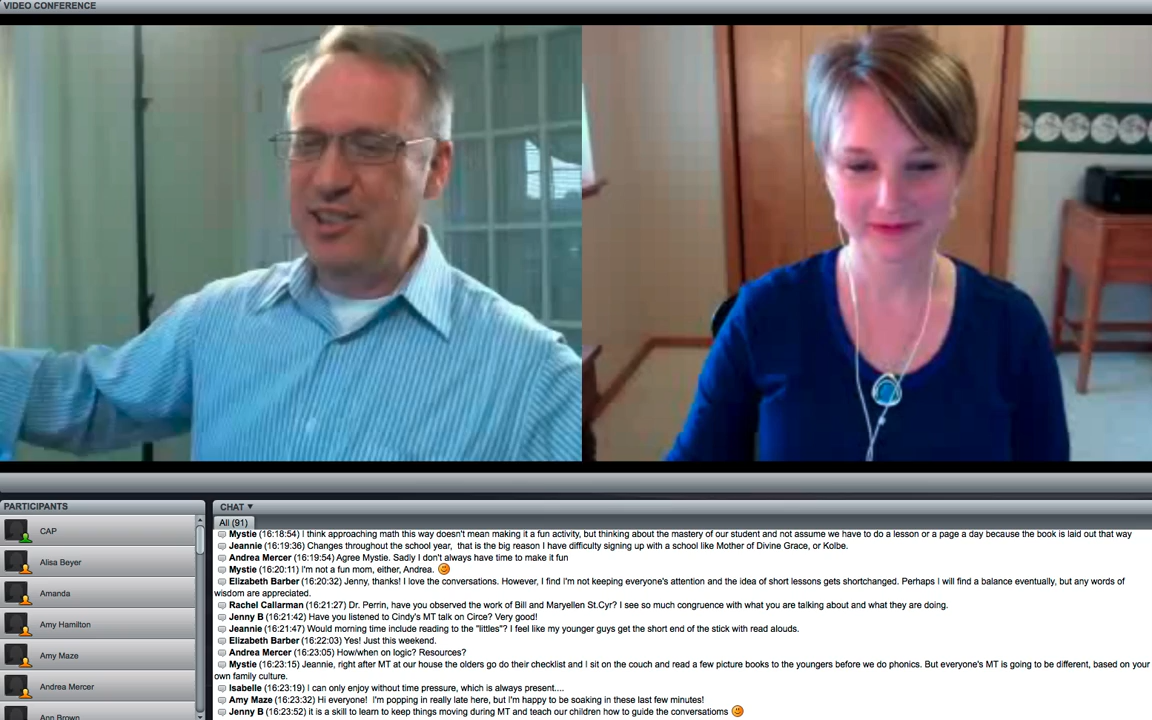 VIDEO CONFERENCE
PARTICIPANTS
CAP
Alisa Beyer
Amanda
Amy Hamilton
Amy Maze
Andrea Mercer
Ann Brown
CHAT
All (91)
Mystie (16:18:54) I think approaching math this way doesn't mean making it a fun activity, but thinking about the mastery of our student and not assume we have to do a lesson or a page a day because the book is laid out that way
Jeannie (16:19:36) Changes throughout the school year, that is the big reason I have difficulty signing up with a school like Mother of Divine Grace, or Kolbe.
Andrea Mercer (16:19:54) Agree Mystie. Sadly I don't always have time to make it fun
Mystie (16:20:11) I'm not a fun mom, either, Andrea.
Elizabeth Barber (16:20:32) Jenny, thanks! I love the conversations. However, I find I'm not keeping everyone's attention and the idea of short lessons gets shortchanged. Perhaps I will find a balance eventually, but any words of
wisdom are appreciated.
Rachel Callarman (16:21:27) Dr. Perrin, have you observed the work of Bill and Maryellen St.Cyr? I see so much congruence with what you are talking about and what they are doing.
Jenny B (16:21:42) Have you listened to Cindy's MT talk on Circe? Very good!
Jeannie (16:21:47) Would morning time include reading to the "littles"? I feel like my younger guys get the short end of the stick with read alouds.
Elizabeth Barber (16:22:03) Yes! Just this weekend.
Andrea Mercer (16:23:05) How/when on logic? Resources?
Mystie (16:23:15) Jeannie, right after MT at our house the olders go do their checklist and I sit on the couch and read a few picture books to the youngers before we do phonics. But everyone's MT is going to be different, based on your
own family culture.
Isabelle (16:23:19) I can only enjoy without time pressure, which is always present....
Amy Maze (16:23:32) Hi everyone! I'm popping in really late here, but I'm happy to be soaking in these last few minutes!
Jenny B (16:23:52) it is a skill to learn to keep things moving during MT and teach our children how to guide the conversatioms